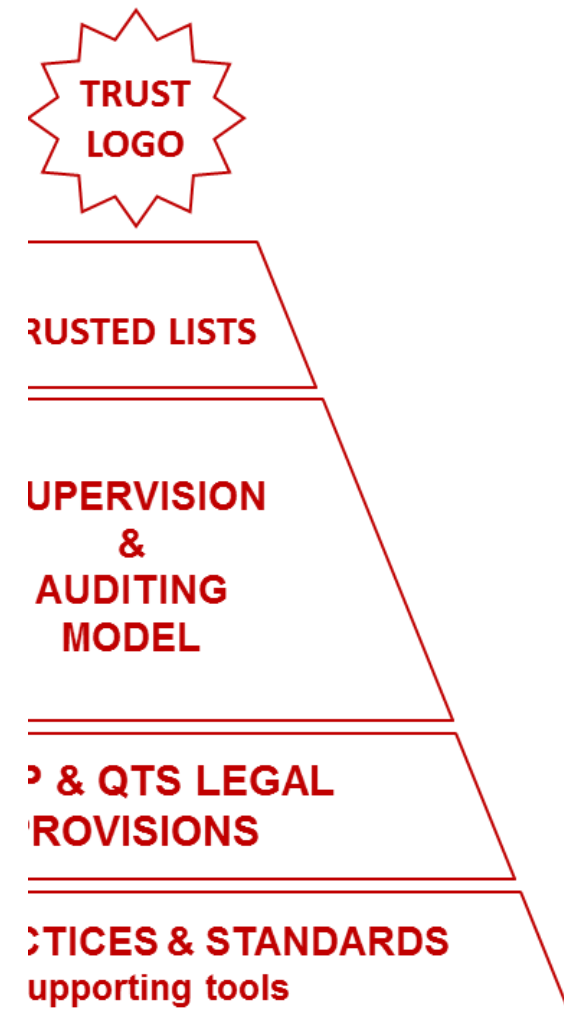 TRUST
LOGO
RUSTED LISTS
UPERVISION
&
AUDITING
MODEL
P & QTS LEGAL
ROVISIONS
CTICES & STANDARDS
upporting tools